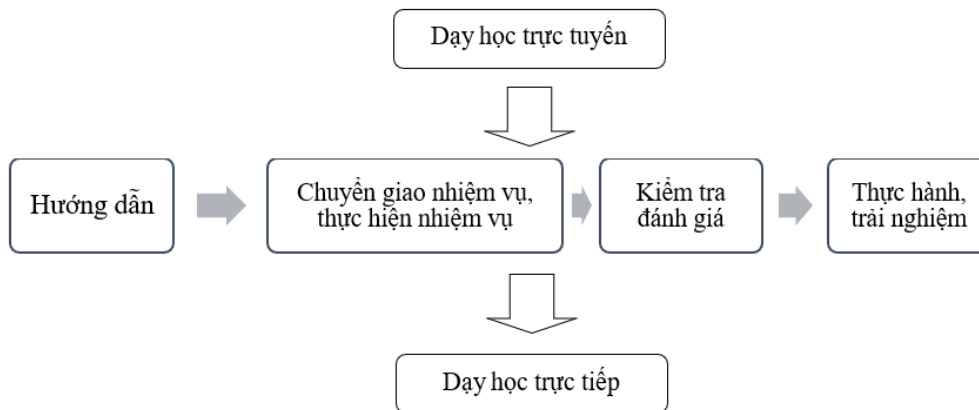 Dạy học trực tuyến
Hướng dẫn
Chuyển giao nhiệm vụ,
thực hiện nhiệm vụ
Kiểm tra
đánh giá
Thực hành,
trải nghiệm
Dạy học trực tiếp